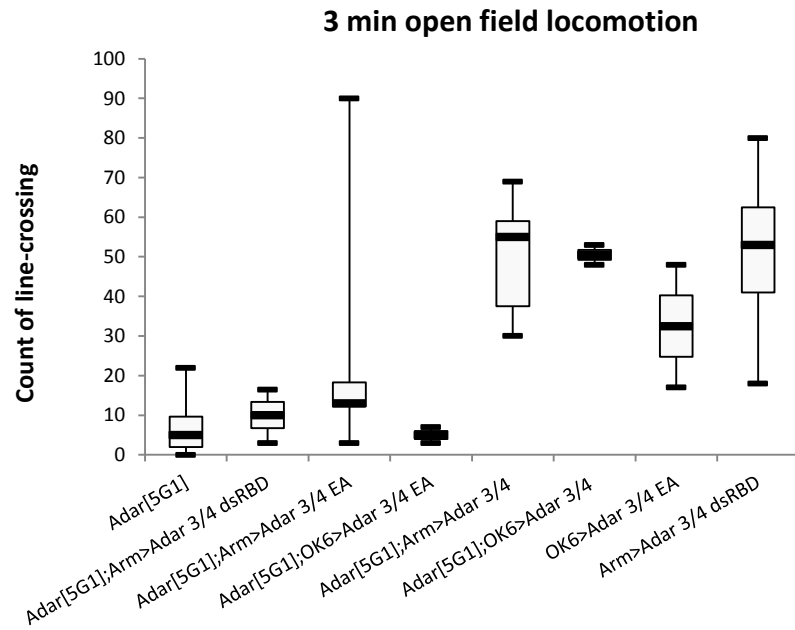 3 min open field locomotion
Count of line-crossing
100
90
80
70
60
50
40
30
20
10
0
Adar[5G1]
Adar[5G1];Arm>Adar 3/4 dsRBD
Adar[5G1];Arm>Adar 3/4 EA
Adar[5G1];OK6>Adar 3/4 EA
Adar[5G1];Arm>Adar 3/4
Adar[5G1];OK6>Adar 3/4
OK6>Adar 3/4 EA
Arm>Adar 3/4 dsRBD